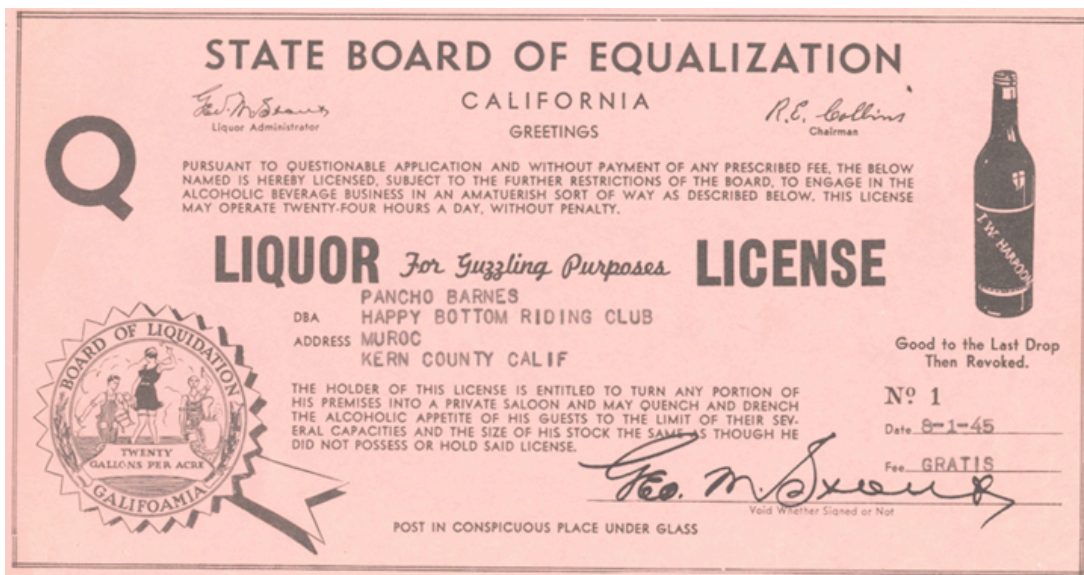 STATE BOARD OF EQUALIZATION
CALIFORNIA
GREETINGS
Liquor Administrator
R.E. Collins
Chairman
Q
PURSUANT TO QUESTIONABLE APPLICATION AND WITHOUT PAYMENT OF ANY PRESCRIBED FEE, THE BELOW
NAMED IS HEREBY LICENSED, SUBJECT TO THE FURTHER RESTRICTIONS OF THE BOARD, TO ENGAGE IN THE
ALCOHOLIC BEVERAGE BUSINESS IN AN AMATUERISH SORT OF WAY AS DESCRIBED BELOW. THIS LICENSE
MAY OPERATE TWENTY-FOUR HOURS A DAY, WITHOUT PENALTY.
I. W. HARPOON
LIQUOR For Guzzling Purposes LICENSE
PANCHO BARNES
DBA HAPPY BOTTOM RIDING CLUB
ADDRESS MUROC
KERN COUNTY CALIF
Good to the Last Drop
Then Revoked.
THE HOLDER OF THIS LICENSE IS ENTITLED TO TURN ANY PORTION OF
HIS PREMISES INTO A PRIVATE SALOON AND MAY QUENCH AND DRENCH
THE ALCOHOLIC APPETITE OF HIS GUESTS TO THE LIMIT OF THEIR SEV-
ERAL CAPACITIES AND THE SIZE OF HIS STOCK THE SAME AS THOUGH HE
DID NOT POSSESS OR HOLD SAID LICENSE.
Nº 1
Date 8-1-45
Fee GRATIS
Geo. M.
Void Whether Signed or Not
BOARD OF LIQUIDATION
TWENTY
GALLONS PER ACRE
GALIFOAMIA
POST IN CONSPICUOUS PLACE UNDER GLASS